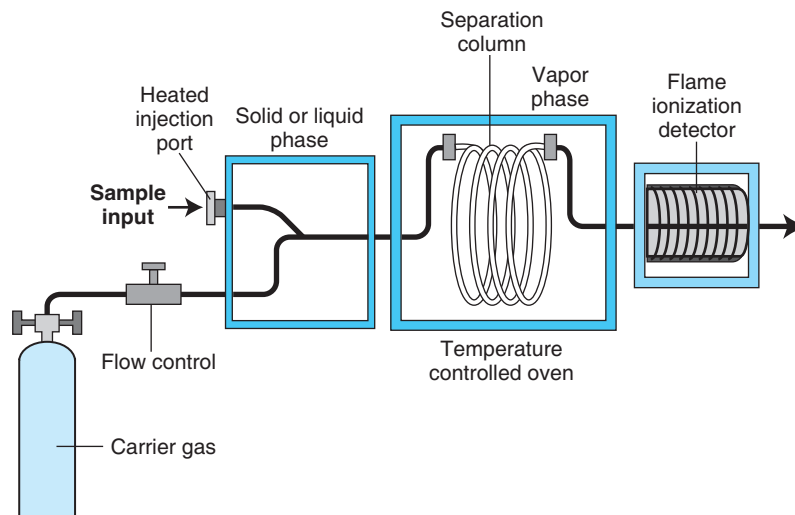 Separation
column
Vapor
phase
Flame
ionization
detector
Heated
injection
port
Solid or liquid
phase
Sample
input
Flow control
Temperature
controlled oven
Carrier gas